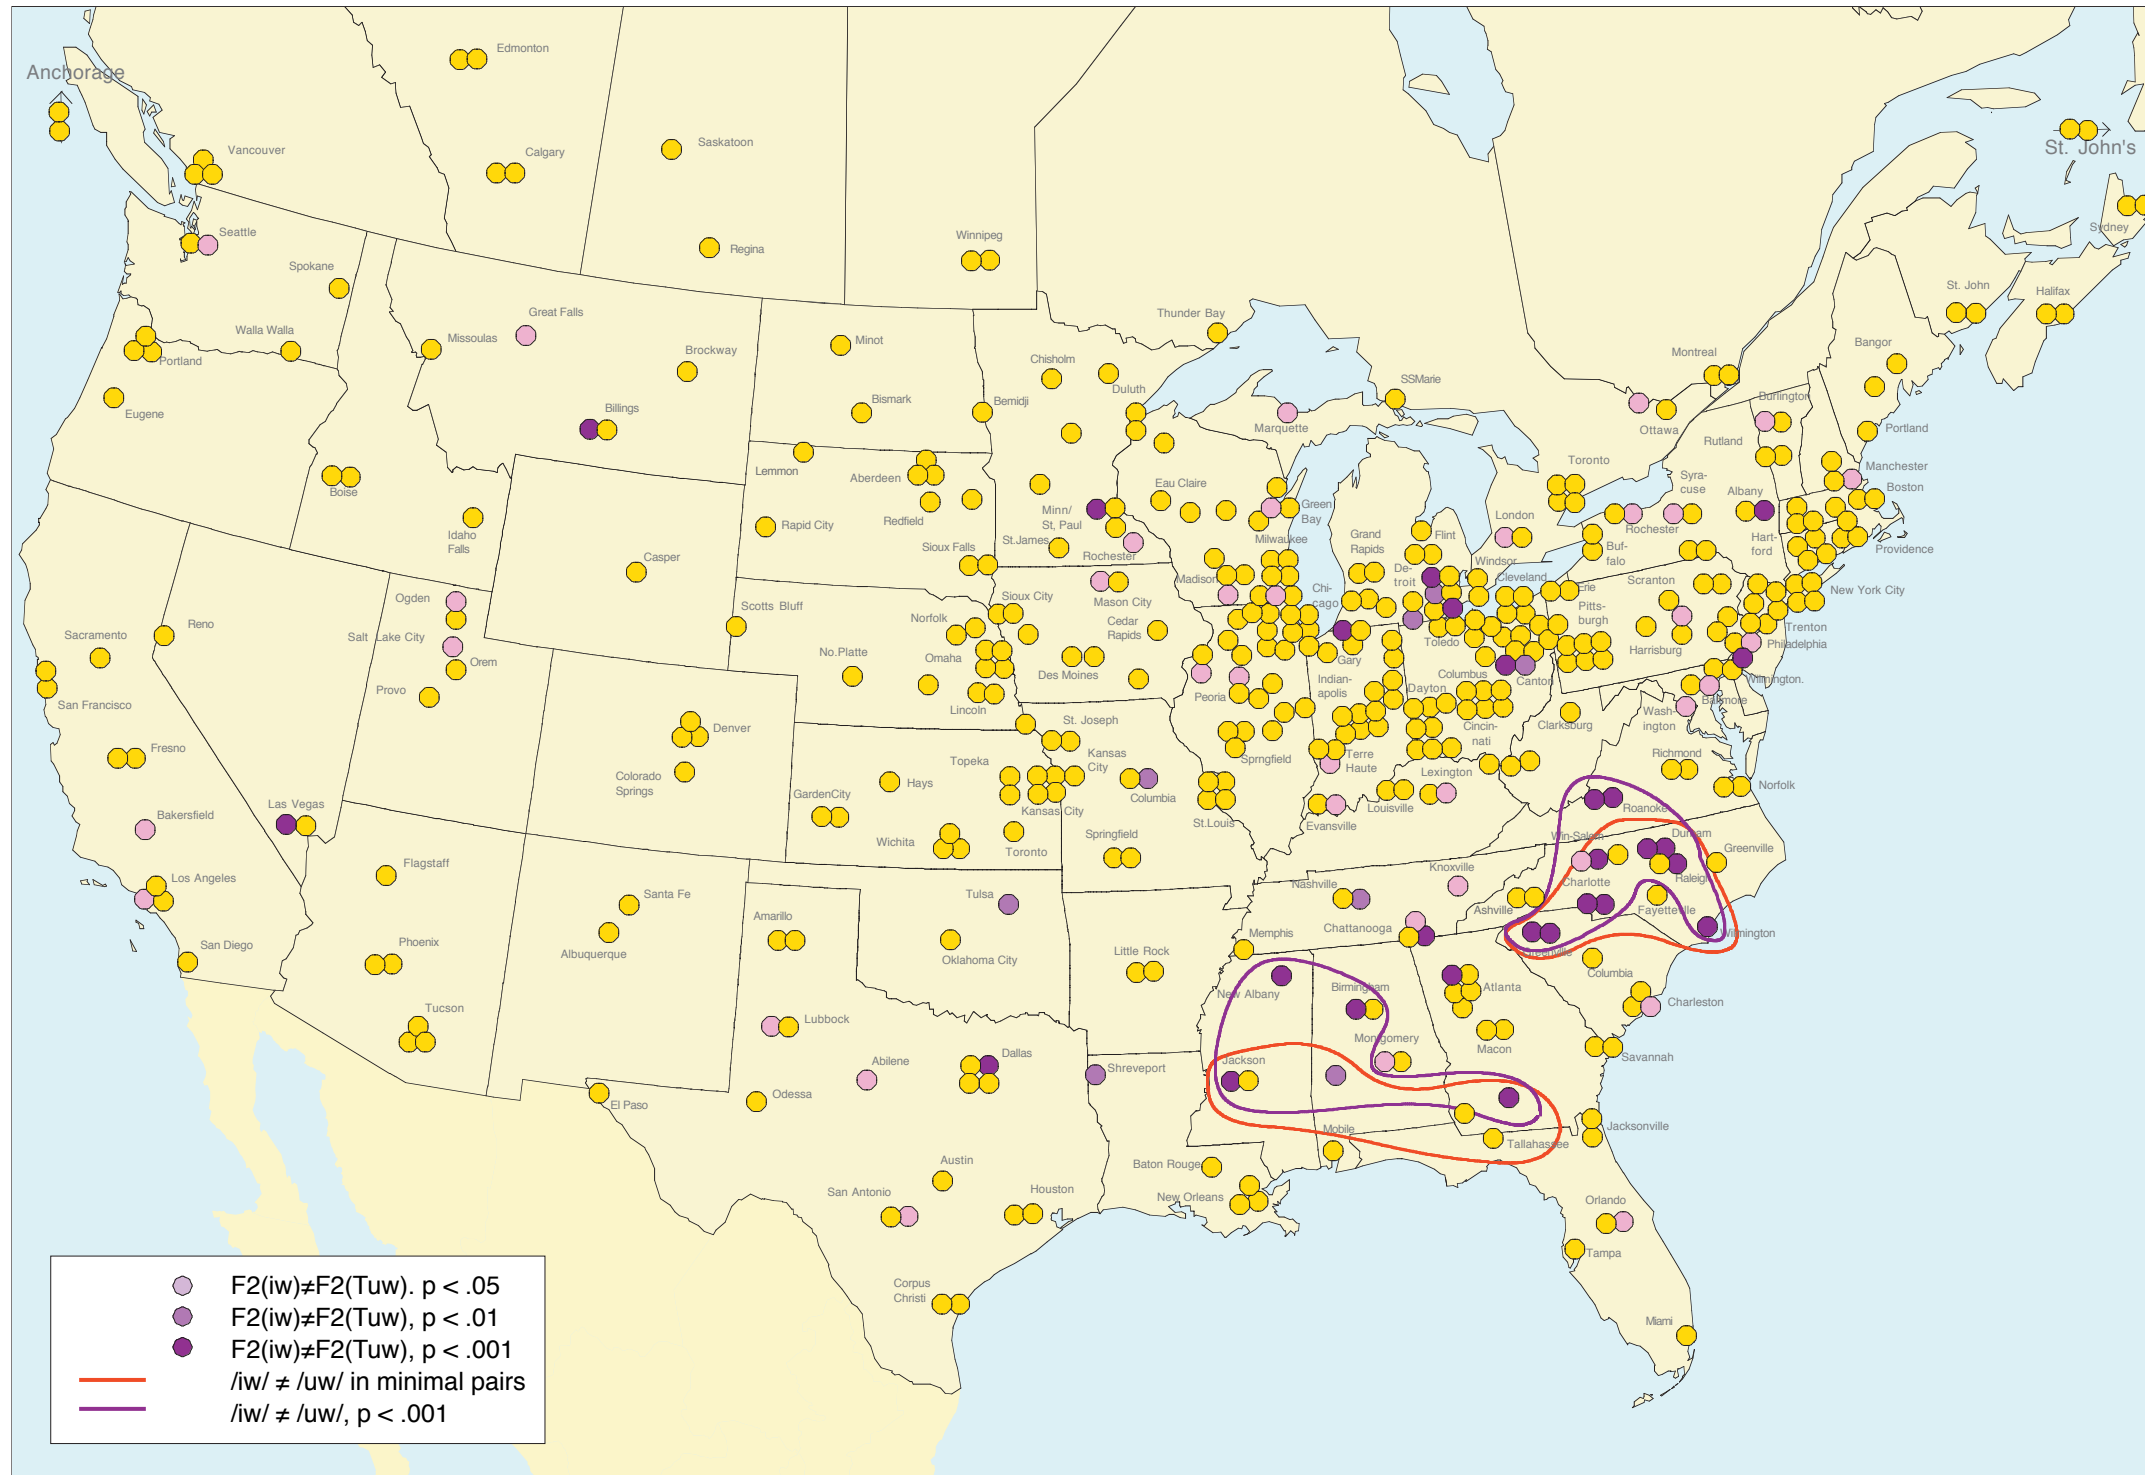 Anchorage
Edmonton
Vancouver
Calgary
Saskatoon
St. John's
Seattle
Regina
Winnipeg
Sydney
Spokane
Great Falls
Thunder Bay
St. John
Halifax
Walla Walla
Missoulas
Brockway
Minot
Chisholm
Montreal
Bangor
Portland
Eugene
Billings
Bismark
Bemidji
Duluth
SSMarie
Marquette
Ottawa
Burlington
Rutland
Portland
Boise
Idaho
Falls
Lemmon
Aberdeen
Redfield
Rapid City
Minn/
St, Paul
Eau Claire
Green
Bay
Toronto
Syra-
cuse
Albany
Manchester
Boston
Casper
Sioux Falls
St.James
Rochester
Milwaukee
Grand
Rapids
Flint
London
Rochester
Buf-
falo
Hart-
ford
Providence
Ogden
Salt Lake City
Orem
Provo
Scotts Bluff
Norfolk
Sioux City
Mason City
Madison
Chi-
cago
De-
troit
Windsor
Cleveland
Erie
Scranton
New York City
Sacramento
Reno
No.Platte
Omaha
Cedar
Rapids
Des Moines
Gary
Toledo
Pitts-
burgh
Harrisburg
Trenton
Philadelphia
San Francisco
Lincoln
Peoria
Indian-
apolis
Dayton
Columbus
Canton
Wilmington.
Baltimore
Wash-
ington
Fresno
Denver
Colorado
Springs
Topeka
St. Joseph
Kansas
City
Sprngfield
Terre
Haute
Cincin-
nati
Clarksburg
Richmond
Norfolk
Bakersfield
Las Vegas
GardenCity
Hays
Kansas City
Columbia
St.Louis
Evansville
Louisville
Lexington
Roanoke
Wichita
Toronto
Springfield
Win-Salem
Durham
Greenville
Los Angeles
Flagstaff
Santa Fe
Amarillo
Tulsa
Nashville
Knoxville
Charlotte
Raleigh
Ashville
Fayetteville
San Diego
Phoenix
Albuquerque
Oklahoma City
Little Rock
Memphis
Chattanooga
Greenville
Wilmington
Tucson
Lubbock
New Albany
Birmingham
Atlanta
Columbia
Charleston
Abilene
Dallas
Shreveport
Jackson
Montgomery
Macon
Savannah
El Paso
Odessa
Mobile
Tallahassee
Jacksonville
Austin
San Antonio
Houston
Baton Rouge
New Orleans
Orlando
Tampa
Corpus
Christi
Miami
F2(iw)≠F2(Tuw). p < .05
F2(iw)≠F2(Tuw), p < .01
F2(iw)≠F2(Tuw), p < .001
/iw/ ≠ /uw/ in minimal pairs
/iw/ ≠ /uw/, p < .001